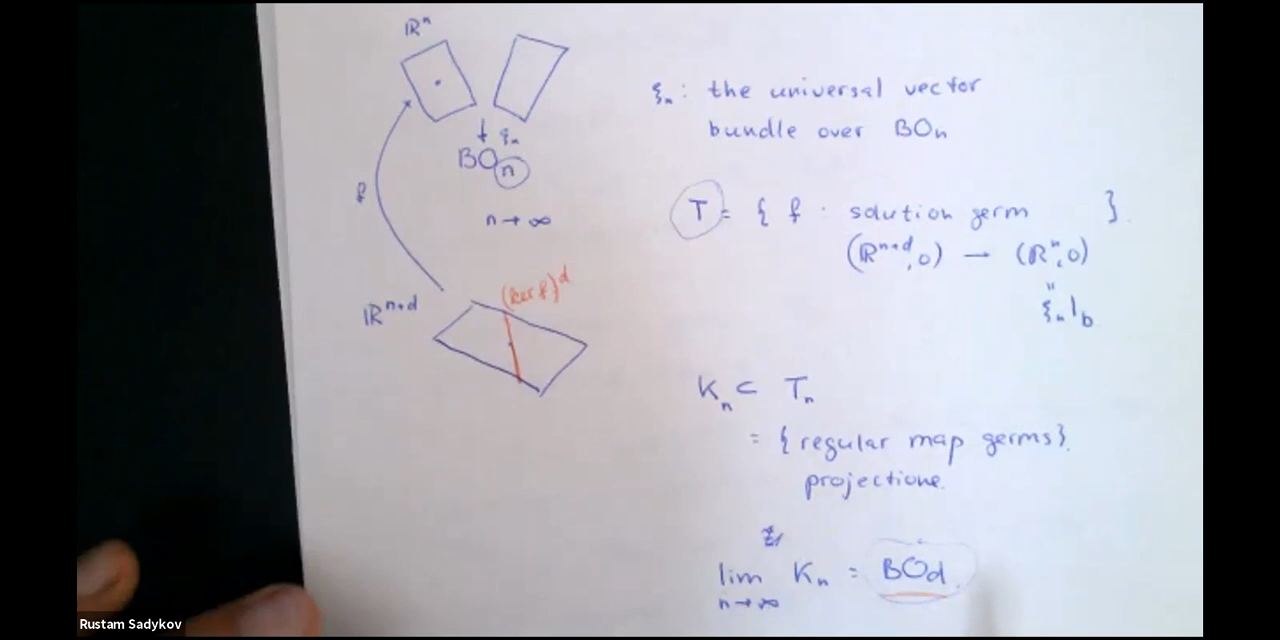 ℝⁿ
↓ ξₙ
BOₙ
f
n → ∞
ℝⁿ⁺ᵈ
(ker f)ᵈ
ξₙ: the universal vector
bundle over BOₙ
T = { f : solution germ }.
(ℝⁿ⁺ᵈ, 0) → (ℝⁿ, 0)
"
ξₙ|b
Kₙ ⊂ Tₙ
= { regular map germs }.
projection
lim Kₙ = BOd.
n → ∞
Rustam Sadykov